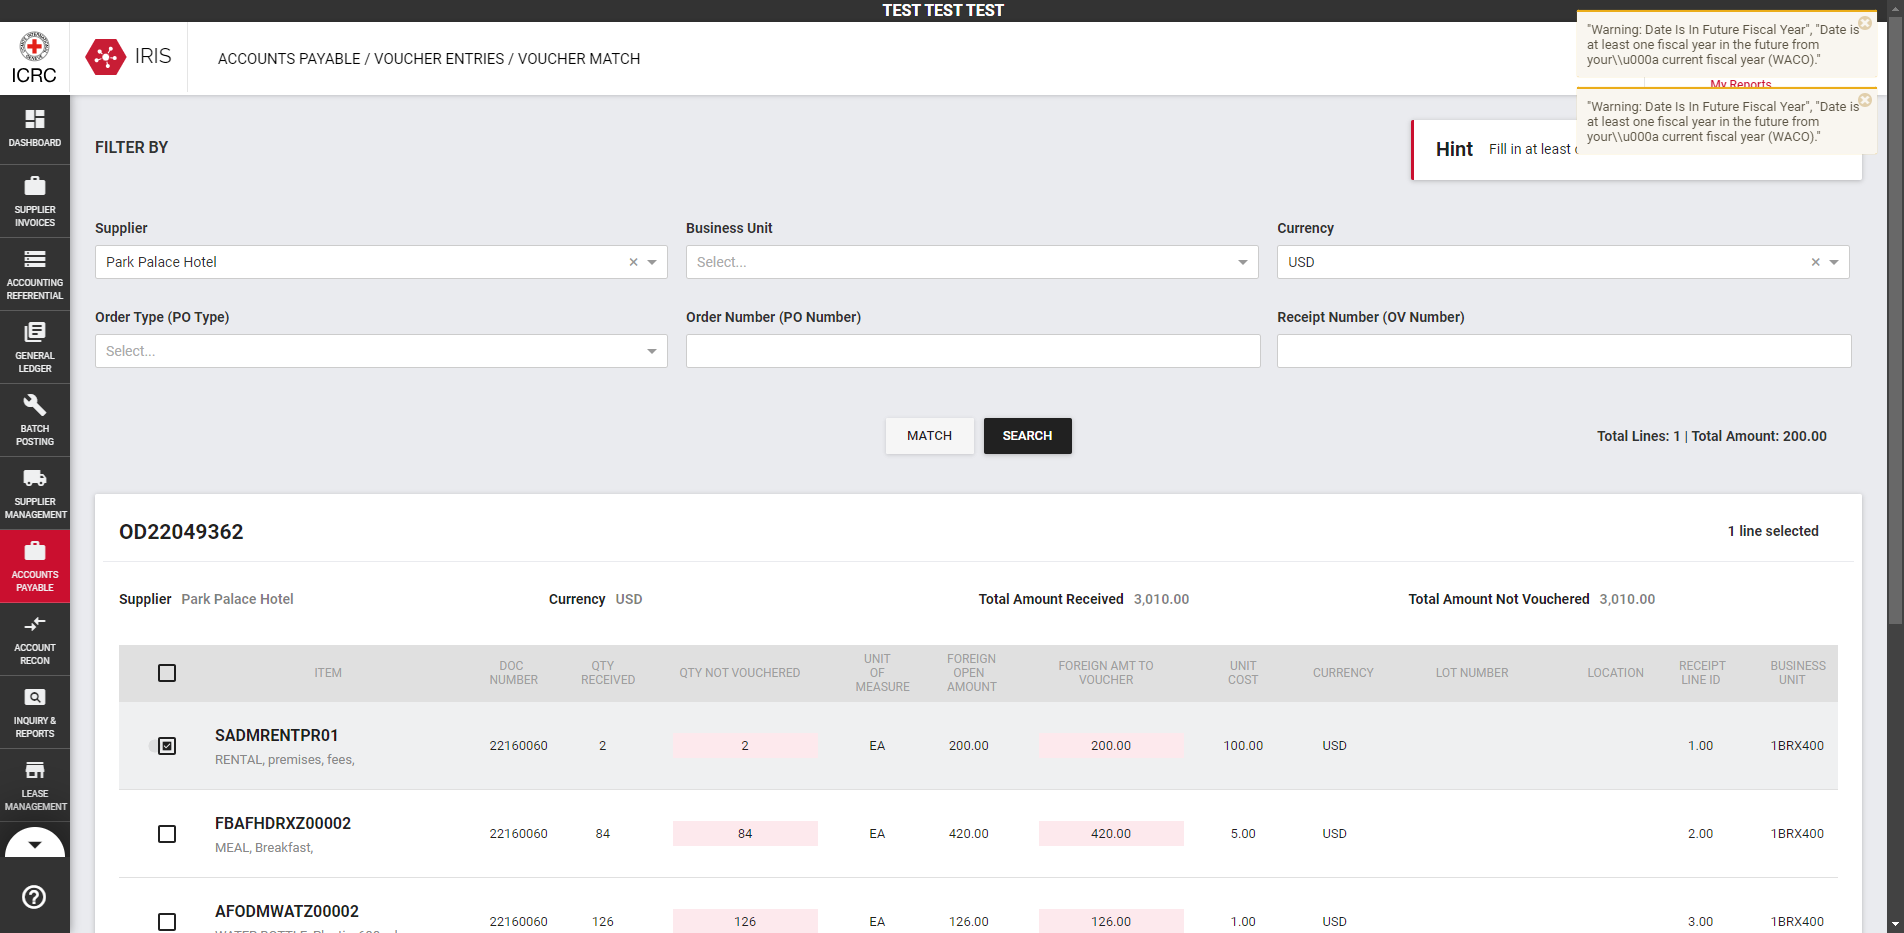 TEST TEST TEST
ICRC
IRIS
ACCOUNTS PAYABLE / VOUCHER ENTRIES / VOUCHER MATCH
"Warning: Date Is In Future Fiscal Year", "Date is
at least one fiscal year in the future from
your\\u000a current fiscal year (WACO)."
My Reports
"Warning: Date Is In Future Fiscal Year", "Date is
at least one fiscal year in the future from
your\\u000a current fiscal year (WACO)."
Hint Fill in at least
DASHBOARD
SUPPLIER
INVOICES
ACCOUNTING
REFERENTIAL
GENERAL
LEDGER
BATCH
POSTING
SUPPLIER
MANAGEMENT
ACCOUNTS
PAYABLE
ACCOUNT
RECON
INQUIRY &
REPORTS
LEASE
MANAGEMENT
FILTER BY
Supplier Business Unit Currency
Park Palace Hotel Select... USD
Order Type (PO Type) Order Number (PO Number) Receipt Number (OV Number)
Select...
MATCH SEARCH Total Lines: 1 | Total Amount: 200.00
OD22049362 1 line selected
Supplier Park Palace Hotel Currency USD Total Amount Received 3,010.00 Total Amount Not Vouchered 3,010.00
ITEM DOC NUMBER QTY RECEIVED QTY NOT VOUCHERED UNIT OF MEASURE FOREIGN OPEN AMOUNT FOREIGN AMT TO VOUCHER UNIT COST CURRENCY LOT NUMBER LOCATION RECEIPT LINE ID BUSINESS UNIT
SADMRENTPR01 22160060 2 2 EA 200.00 200.00 100.00 USD 1.00 1BRX400
RENTAL, premises, fees,
FBAFHDRXZ00002 22160060 84 84 EA 420.00 420.00 5.00 USD 2.00 1BRX400
MEAL, Breakfast,
AFODMWATZ00002 22160060 126 126 EA 126.00 126.00 1.00 USD 3.00 1BRX400